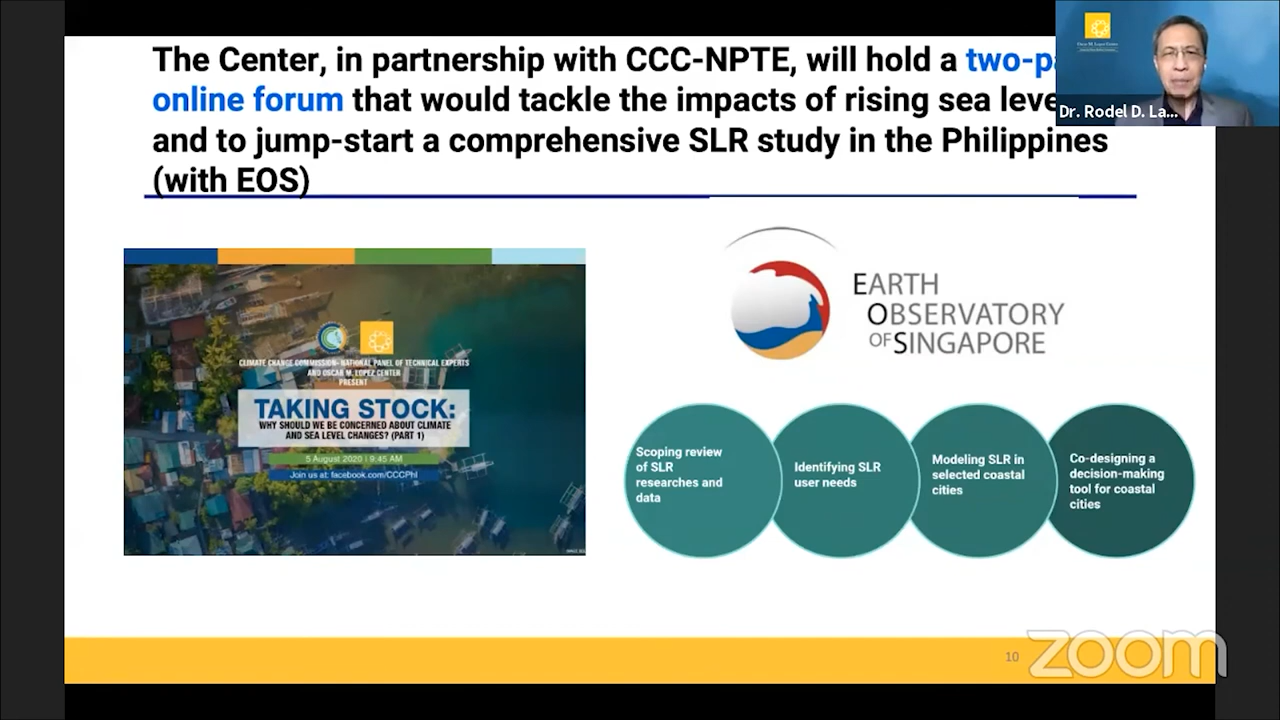 The Center, in partnership with CCC-NPTE, will hold a two-pa
online forum that would tackle the impacts of rising sea leve
and to jump-start a comprehensive SLR study in the Philippines
(with EOS)
Dr. Rodel D. La...
CLIMATE CHANGE COMMISSION- NATIONAL PANEL OF TECHNICAL EXPERTS
AND OSCAR M. LOPEZ CENTER
PRESENT
TAKING STOCK:
WHY SHOULD WE BE CONCERNED ABOUT CLIMATE
AND SEA LEVEL CHANGES? (PART 1)
5 August 2020 | 9:45 AM
Join us at: facebook.com/CCCPhl
EARTH
OBSERVATORY
OF SINGAPORE
Scoping review
of SLR
researches and
data
Identifying SLR
user needs
Modeling SLR in
selected coastal
cities
Co-designing a
decision-making
tool for coastal
cities
10
zoom